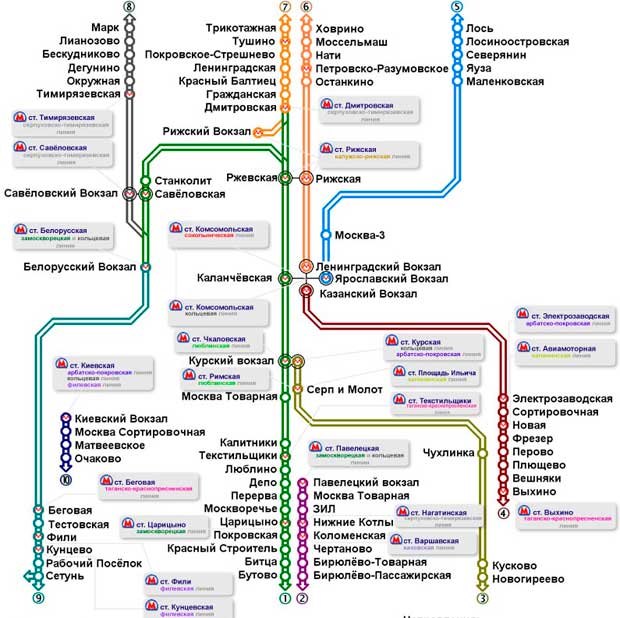 8
7
6
5
Марк
Лианозово
Бескудниково
Дегунино
Окружная
Тимирязевская
Трикотажная
Тушино
Покровское-Стрешнево
Ленинградская
Красный Балтиец
Гражданская
Дмитровская
Ховрино
Моссельмаш
Нати
Петровско-Разумовское
Останкино
Лось
Лосиноостровская
Северянин
Яуза
Маленковская
ст. Тимирязевская
серпуховско-тимирязевская
линия
ст. Дмитровская
серпуховско-тимирязевская
линия
Рижский Вокзал
ст. Савёловская
серпуховско-тимирязевская
линия
ст. Рижская
калужско-рижская линия
Станколит
Савёловский Вокзал
Савёловская
Ржевская
Рижская
ст. Белорусская
замоскворецкая и кольцевая
линия
ст. Комсомольская
сокольническая линия
Москва-3
Белорусский Вокзал
Ленинградский Вокзал
Каланчёвская
Ярославский Вокзал
Казанский Вокзал
ст. Комсомольская
кольцевая линия
ст. Электрозаводская
арбатско-покровская линия
ст. Чкаловская
люблинская линия
ст. Курская
кольцевая линия
арбатско-покровская линия
ст. Авиамоторная
калининская линия
Курский вокзал
ст. Киевская
арбатско-покровская линия
кольцевая линия
филевская линия
ст. Римская
люблинская линия
ст. Площадь Ильича
калининская линия
Серп и Молот
Москва Товарная
ст. Текстильщики
таганско-краснопресненская
линия
Электрозаводская
Сортировочная
Новая
Фрезер
Перово
Плющево
Вешняки
Выхино
4
Киевский Вокзал
Москва Сортировочная
Матвеевское
Очаково
10
Калитники
Текстильщики
Люблино
Депо
Перерва
Москворечье
Царицыно
Покровская
Красный Строитель
Битца
Бутово
1
ст. Павелецкая
замоскворецкая и кольцевая
линия
Чухлинка
Павелецкий вокзал
Москва Товарная
ЗИЛ
Нижние Котлы
Коломенская
Чертаново
Бирюлёво-Товарная
Бирюлёво-Пассажирская
2
ст. Беговая
таганско-краснопресненская
линия
ст. Нагатинская
серпуховско-тимирязевская
линия
ст. Выхино
таганско-краснопресненская
линия
Беговая
Тестовская
Фили
Кунцево
Рабочий Посёлок
Сетунь
9
ст. Царицыно
замоскворецкая линия
ст. Варшавская
каховская линия
Кусково
Новогиреево
3
ст. Фили
филевская линия
ст. Кунцевская
филевская линия